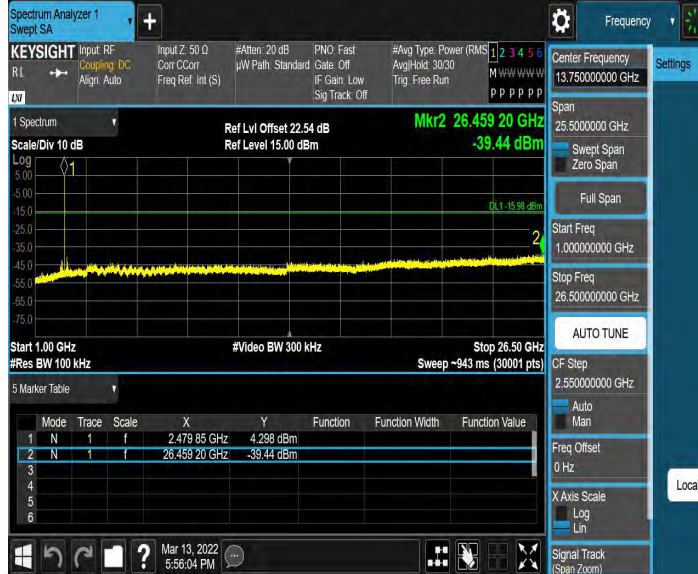 Spectrum Analyzer 1
Swept SA
+
Frequency
KEYSIGHT
RL
LXI
Input: RF
Coupling: DC
Align: Auto
Input Z: 50 Ω
Corr CCorr
Freq Ref: Int (S)
#Atten: 20 dB
µW Path: Standard
PNO: Fast
Gate: Off
IF Gain: Low
Sig Track: Off
#Avg Type: Power (RMS
Avg|Hold: 30/30
Trig: Free Run
1 2 3 4 5 6
M W W W W W
P P P P P P
Settings
Center Frequency
13.750000000 GHz
Span
25.5000000 GHz
Swept Span
Zero Span
Full Span
Start Freq
1.000000000 GHz
Stop Freq
26.500000000 GHz
AUTO TUNE
CF Step
2.550000000 GHz
Auto
Man
Freq Offset
0 Hz
X Axis Scale
Log
Lin
Signal Track
(Span Zoom)
Loca
1 Spectrum
Scale/Div 10 dB
Ref Lvl Offset 22.54 dB
Ref Level 15.00 dBm
Mkr2 26.459 20 GHz
-39.44 dBm
Log
5.00
-5.00
-15.0
-25.0
-35.0
-45.0
-55.0
-65.0
-75.0
1
DL1 -15.98 dBm
2
Start 1.00 GHz
#Video BW 300 kHz
Stop 26.50 GHz
#Res BW 100 kHz
Sweep ~943 ms (30001 pts)
5 Marker Table
Mode Trace Scale X Y Function Function Width Function Value
1 N 1 f 2.479 85 GHz 4.298 dBm
2 N 1 f 26.459 20 GHz -39.44 dBm
3
4
5
6
?
Mar 13, 2022
5:56:04 PM